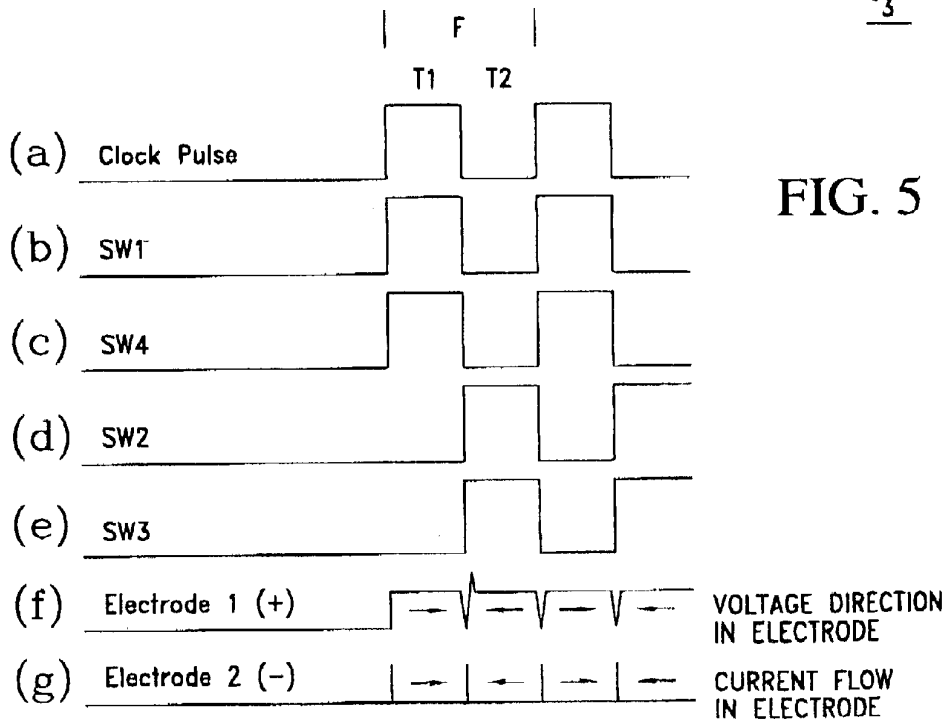 3
F
T1 T2
(a) Clock Pulse
FIG. 5
(b) SW1
(c) SW4
(d) SW2
(e) SW3
(f) Electrode 1 (+) VOLTAGE DIRECTION
IN ELECTRODE
(g) Electrode 2 (-) CURRENT FLOW
IN ELECTRODE